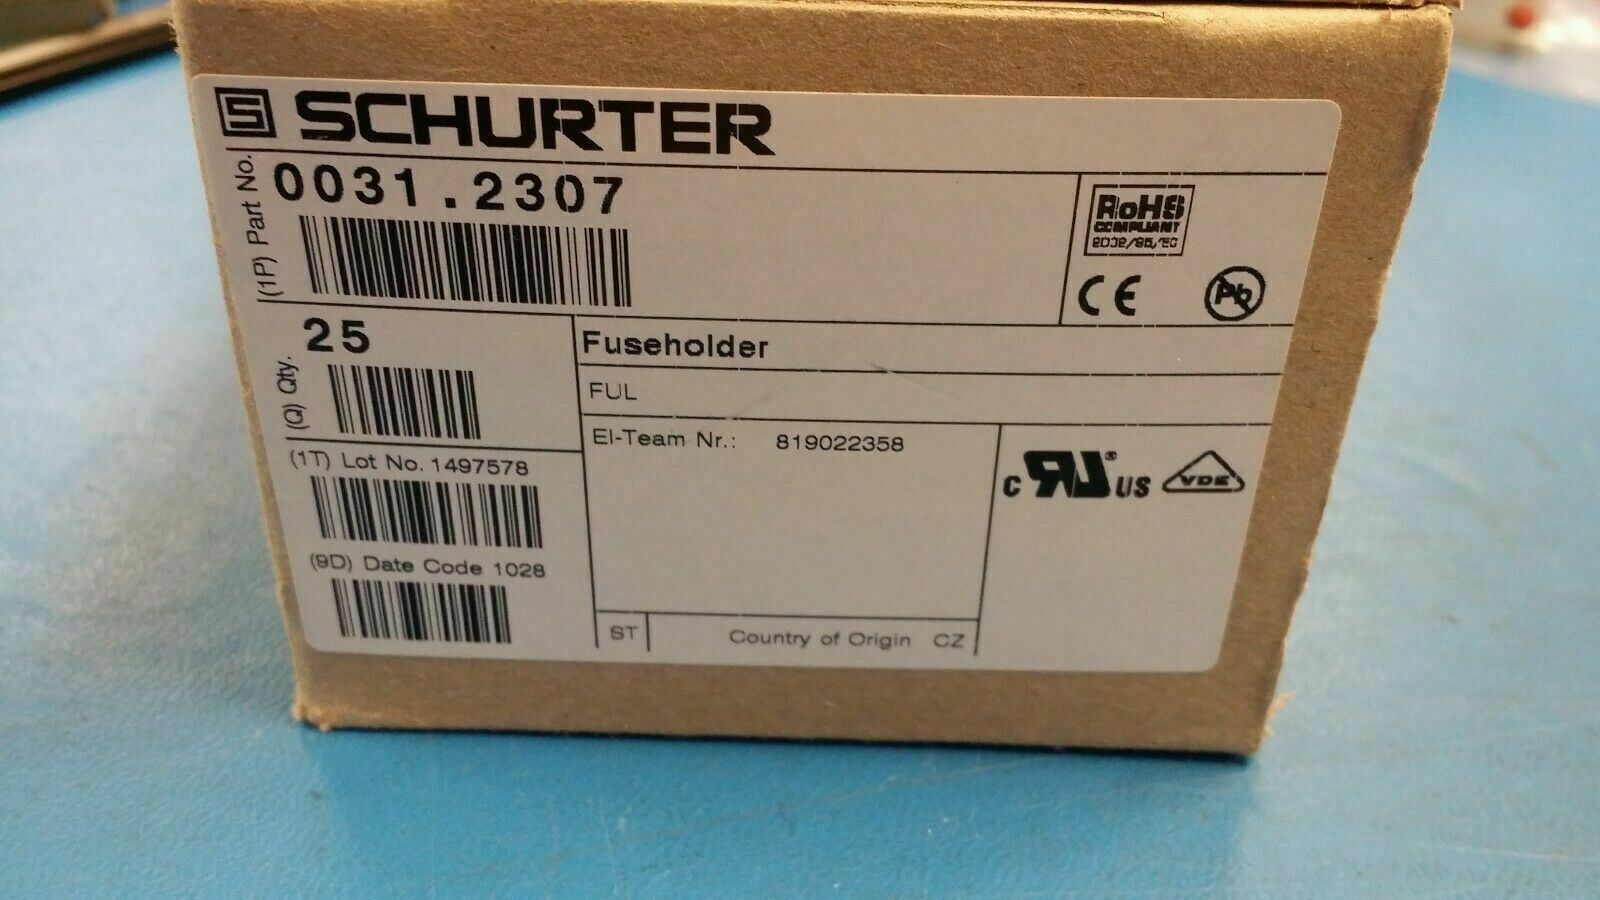 SCHURTER
(1P) Part No. 0031.2307
RoHS
COMPLIANT
2002/95/EC
CE
Pb
(Q) Qty. 25
Fuseholder
FUL
El-Team Nr.: 819022358
(1T) Lot No. 1497578
c RU ® US
VDE
(9D) Date Code 1028
ST
Country of Origin CZ